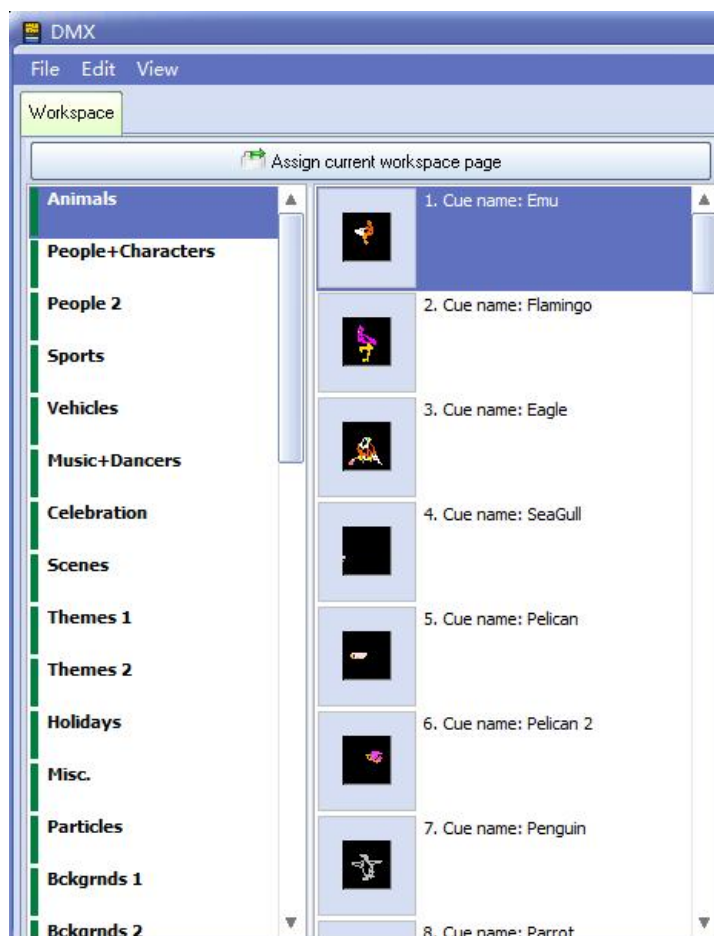 DMX
File Edit View
Workspace
Assign current workspace page
Animals
People+Characters
People 2
Sports
Vehicles
Music+Dancers
Celebration
Scenes
Themes 1
Themes 2
Holidays
Misc.
Particles
Bckgrnds 1
Bckgrnds 2
1. Cue name: Emu
2. Cue name: Flamingo
3. Cue name: Eagle
4. Cue name: SeaGull
5. Cue name: Pelican
6. Cue name: Pelican 2
7. Cue name: Penguin
8. Cue name: Parrot